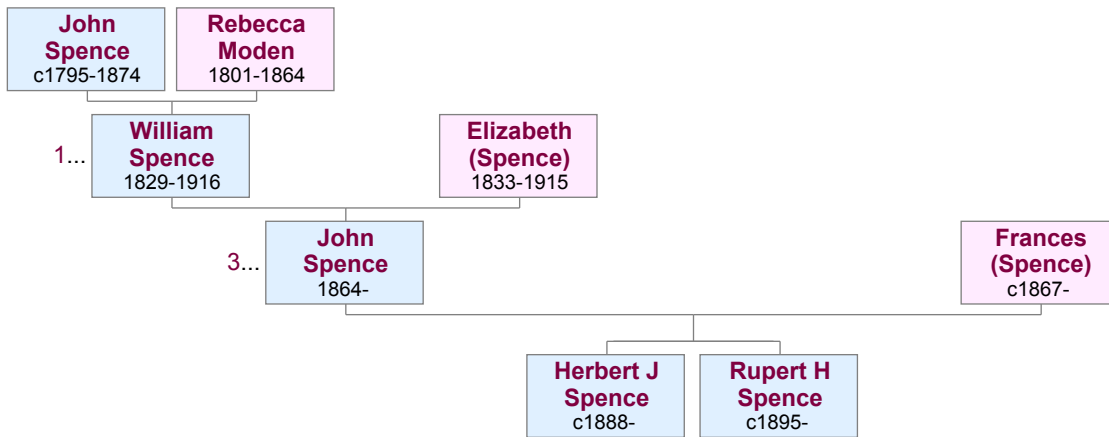 John
Spence
c1795-1874
Rebecca
Moden
1801-1864
1...
William
Spence
1829-1916
Elizabeth
(Spence)
1833-1915
3...
John
Spence
1864-
Frances
(Spence)
c1867-
Herbert J
Spence
c1888-
Rupert H
Spence
c1895-